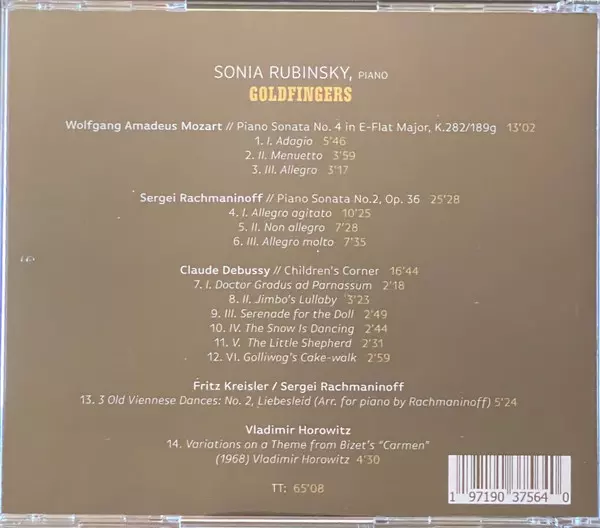 SONIA RUBINSKY, PIANO
GOLDFINGERS
Wolfgang Amadeus Mozart // Piano Sonata No. 4 in E-Flat Major, K.282/189g 13'02
1. I. Adagio 5'46
2. II. Menuetto 3'59
3. III. Allegro 3'17
Sergei Rachmaninoff // Piano Sonata No.2, Op. 36 25'28
4. I. Allegro agitato 10'25
5. II. Non allegro 7'28
6. III. Allegro molto 7'35
Claude Debussy // Children's Corner 16'44
7. I. Doctor Gradus ad Parnassum 2'18
8. II. Jimbo's Lullaby 3'23
9. III. Serenade for the Doll 2'49
10. IV. The Snow Is Dancing 2'44
11. V. The Little Shepherd 2'31
12. VI. Golliwog's Cake-walk 2'59
Fritz Kreisler / Sergei Rachmaninoff
13. 3 Old Viennese Dances: No. 2, Liebesleid (Arr. for piano by Rachmaninoff) 5'24
Vladimir Horowitz
14. Variations on a Theme from Bizet's "Carmen"
(1968) Vladimir Horowitz 4'30
TT: 65'08
1 97190 37564 0